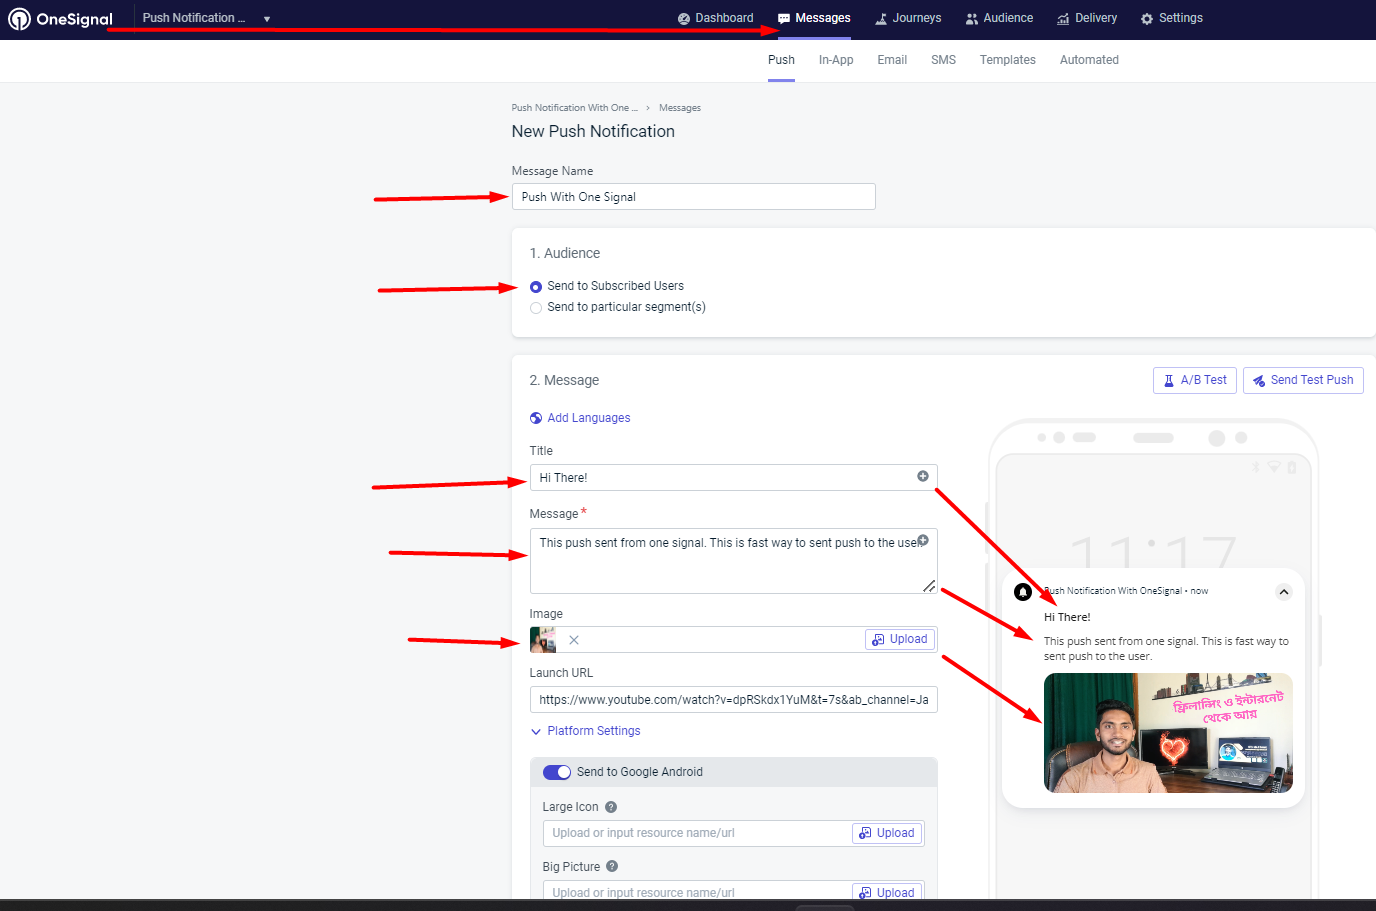 OneSignal
Push Notification ...
Dashboard
Messages
Journeys
Audience
Delivery
Settings
Push
In-App
Email
SMS
Templates
Automated
Push Notification With One ... › Messages
New Push Notification
Message Name
Push With One Signal
1. Audience
Send to Subscribed Users
Send to particular segment(s)
2. Message
A/B Test
Send Test Push
Add Languages
Title
Hi There!
Message *
This push sent from one signal. This is fast way to sent push to the user.
Image
Upload
Launch URL
https://www.youtube.com/watch?v=dpRSkdx1YuM&t=7s&ab_channel=Ja
Platform Settings
Send to Google Android
Large Icon
Upload or input resource name/url
Upload
Big Picture
Upload or input resource name/url
Upload
11:17
Push Notification With OneSignal • now
Hi There!
This push sent from one signal. This is fast way to
sent push to the user.
ফ্রিলান্সিং ও ইন্টারনেট
থেকে আয়